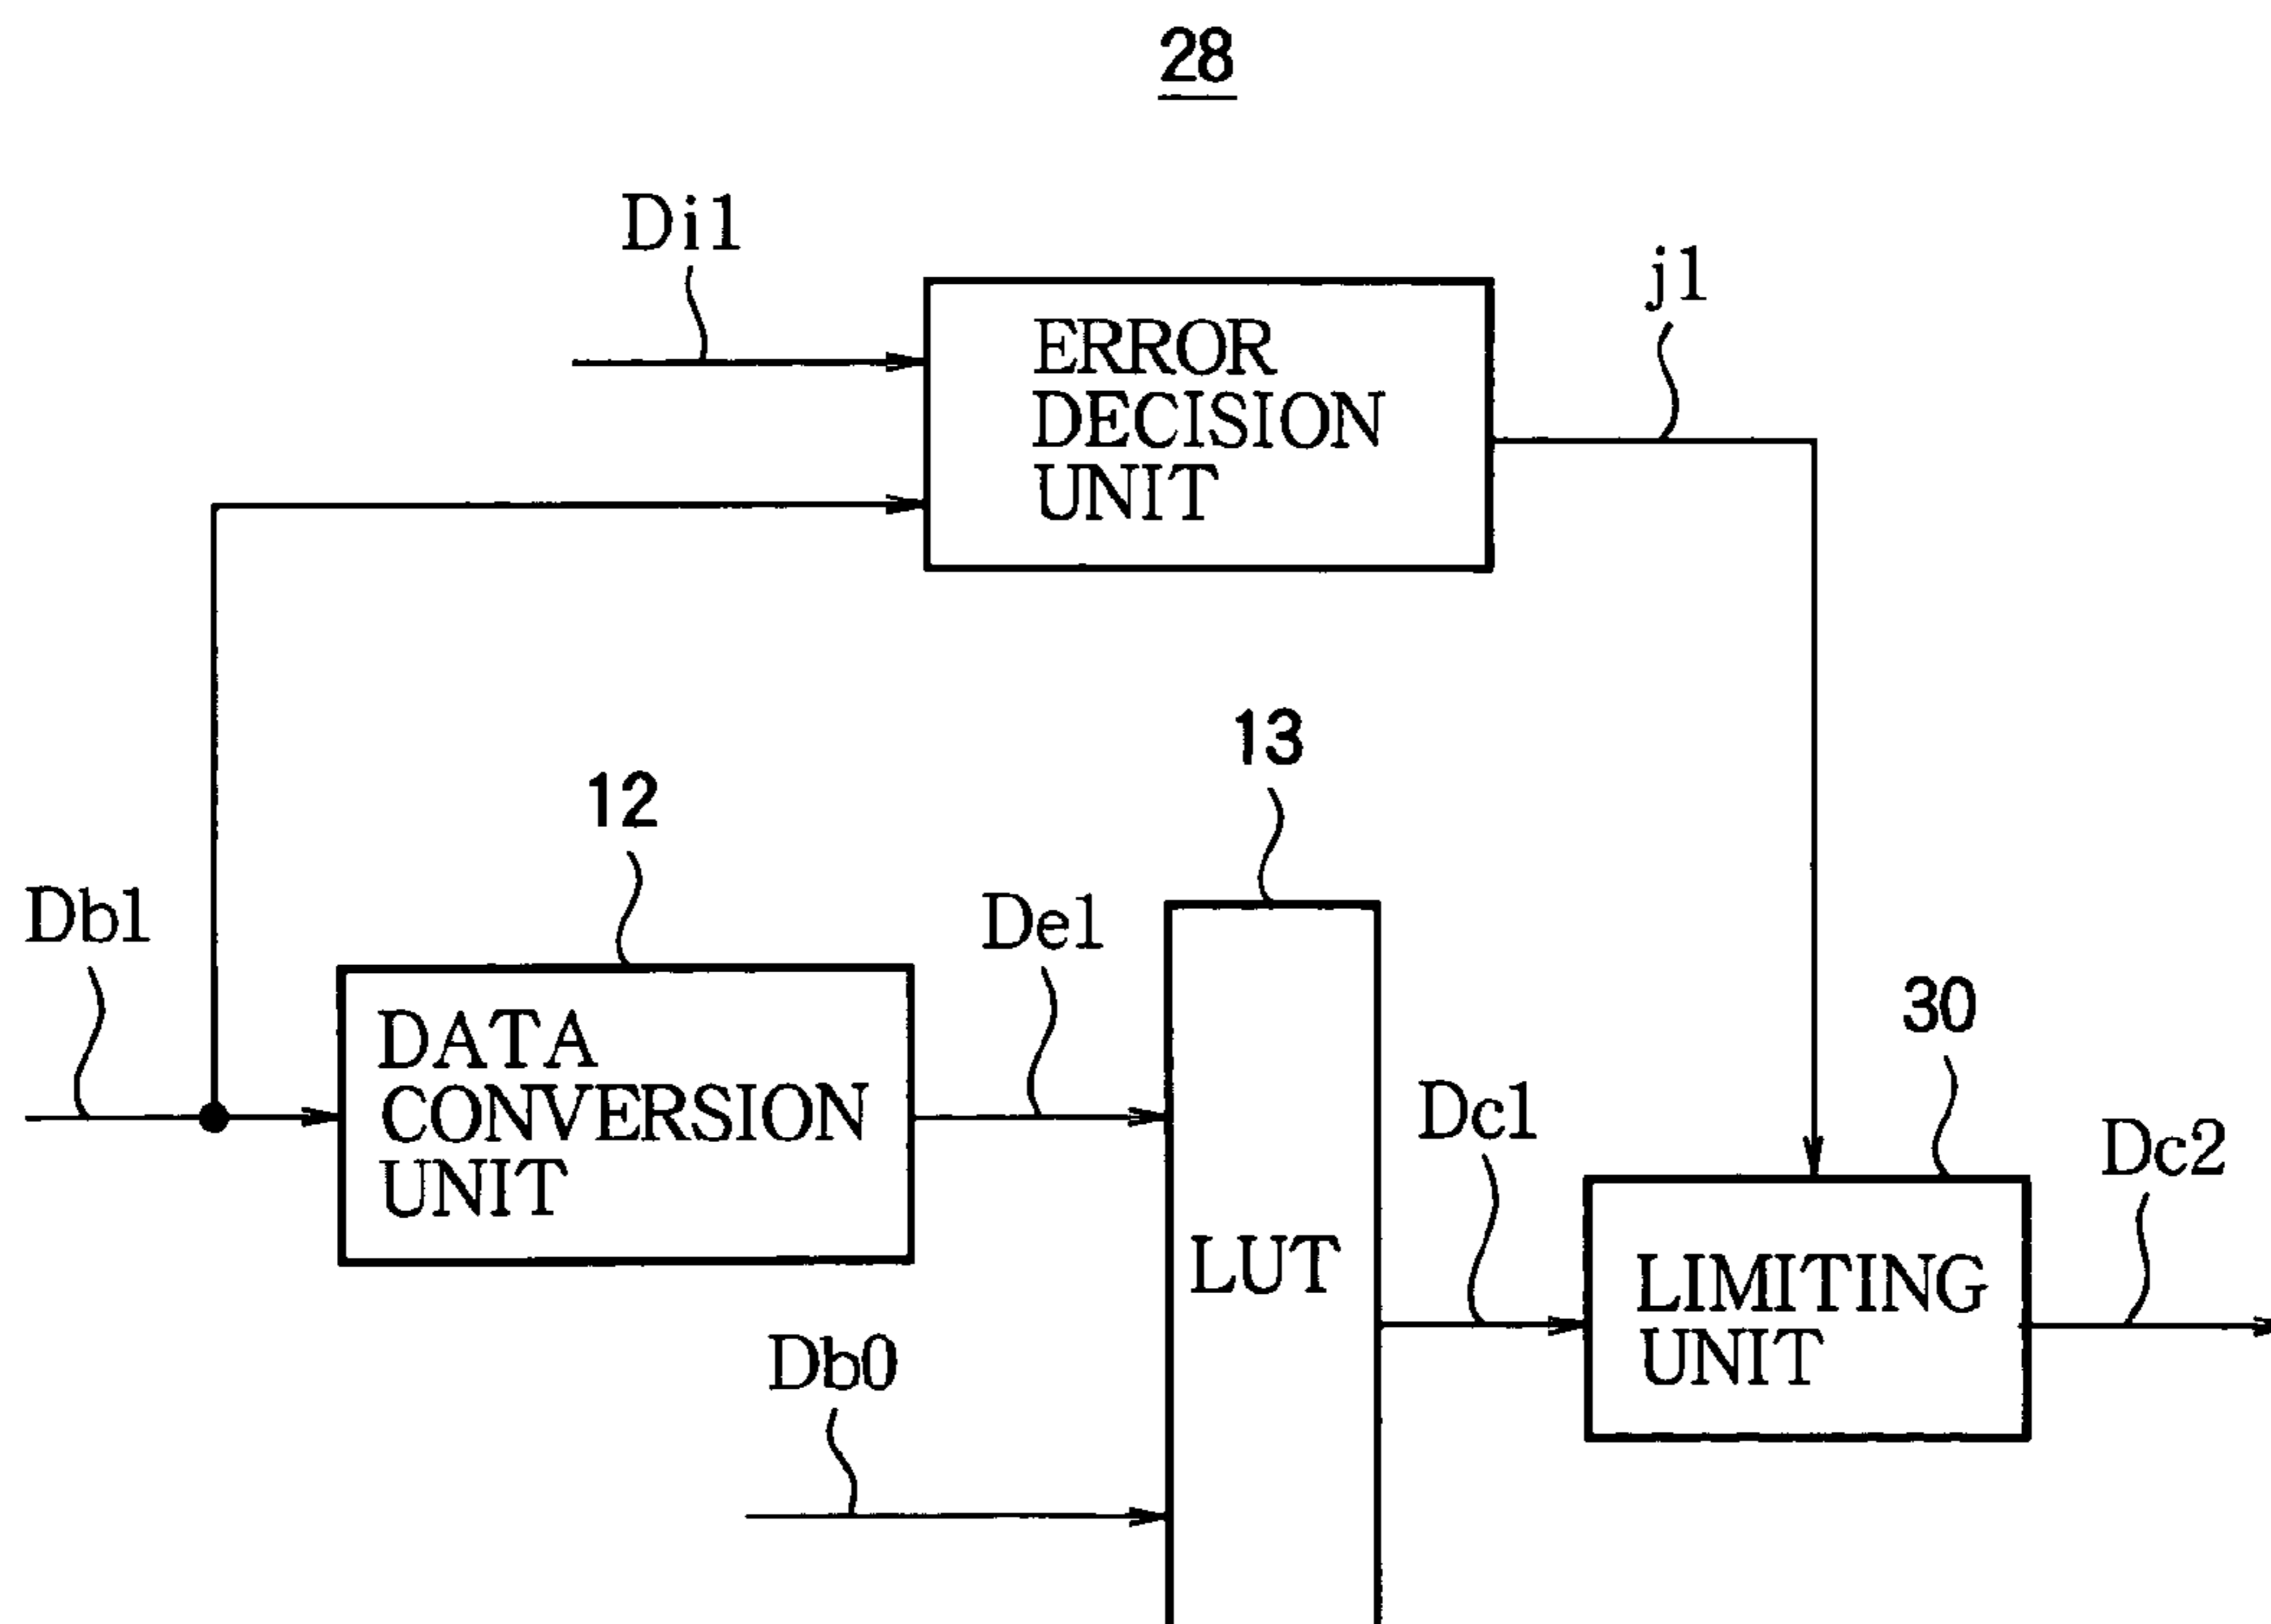 28
Di1
j1
ERROR
DECISION
UNIT
13
12
Db1
De1
DATA
CONVERSION
UNIT
30
Dc1
Dc2
LUT
LIMITING
UNIT
Db0